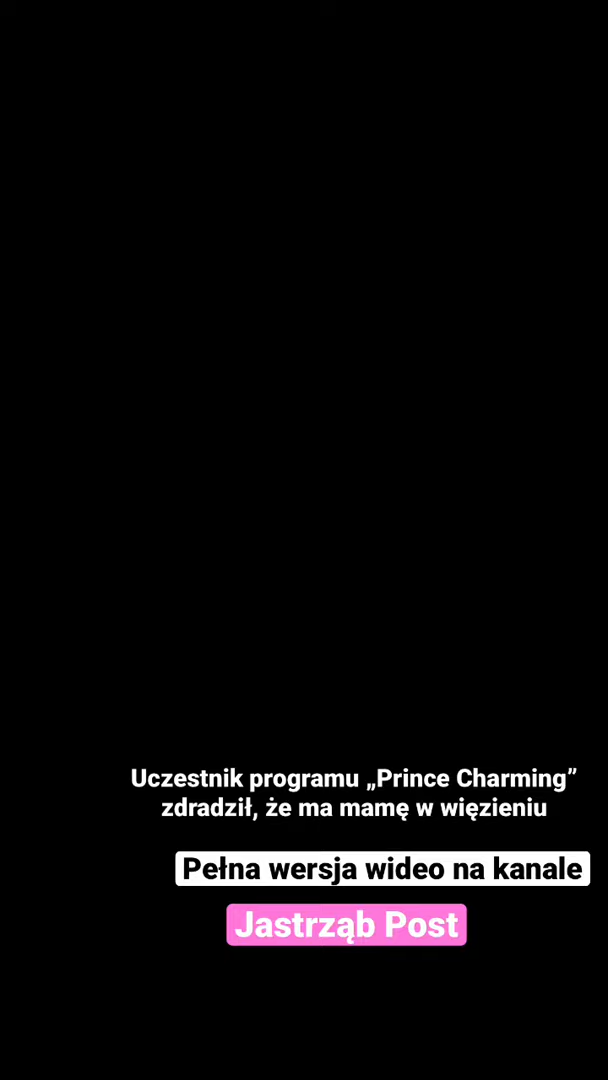 Uczestnik programu „Prince Charming”
zdradził, że ma mamę w więzieniu
Pełna wersja wideo na kanale
Jastrząb Post